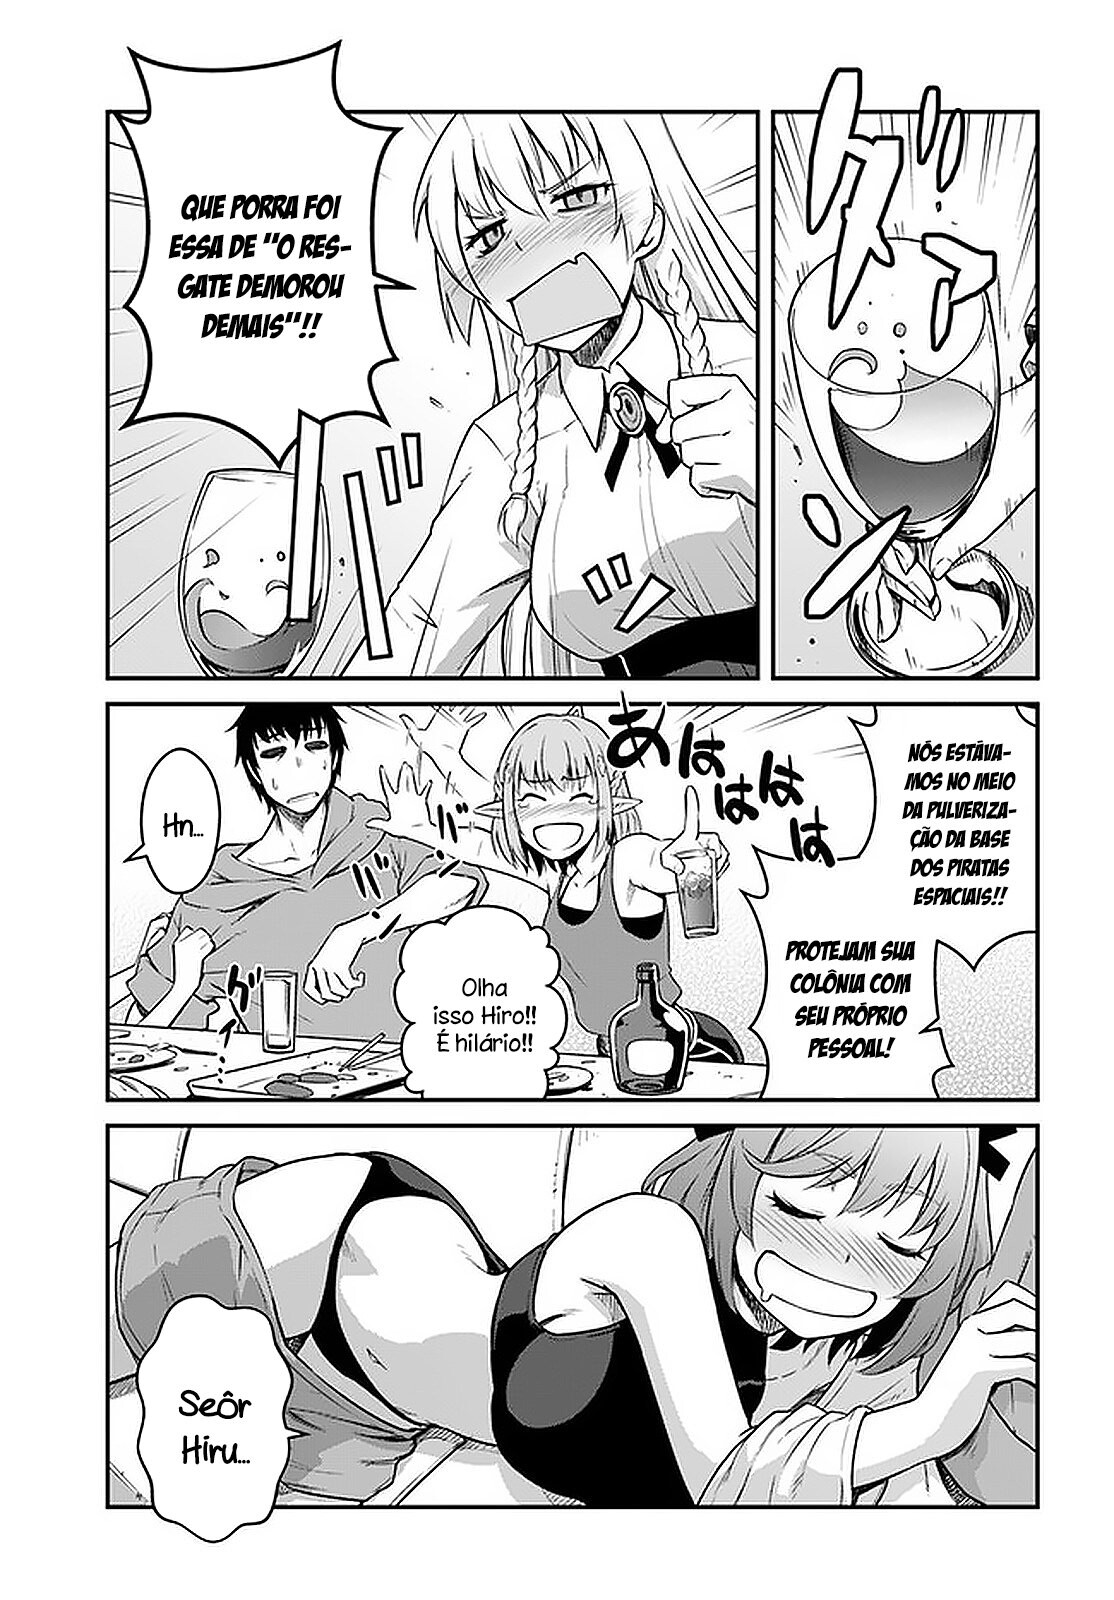 ダンッ
QUE PORRA FOI
ESSA DE "O RES-
GATE DEMOROU
DEMAIS"!!
NÓS ESTÁVA-
MOS NO MEIO
DA PULVERIZA-
ÇÃO DA BASE
DOS PIRATAS
ESPACIAIS!!
PROTEJAM SUA
COLÔNIA COM
SEU PRÓPRIO
PESSOAL!
あはははは
Olha
isso Hiro!!
É hilário!!
Hn...
Seôr
Hiru...